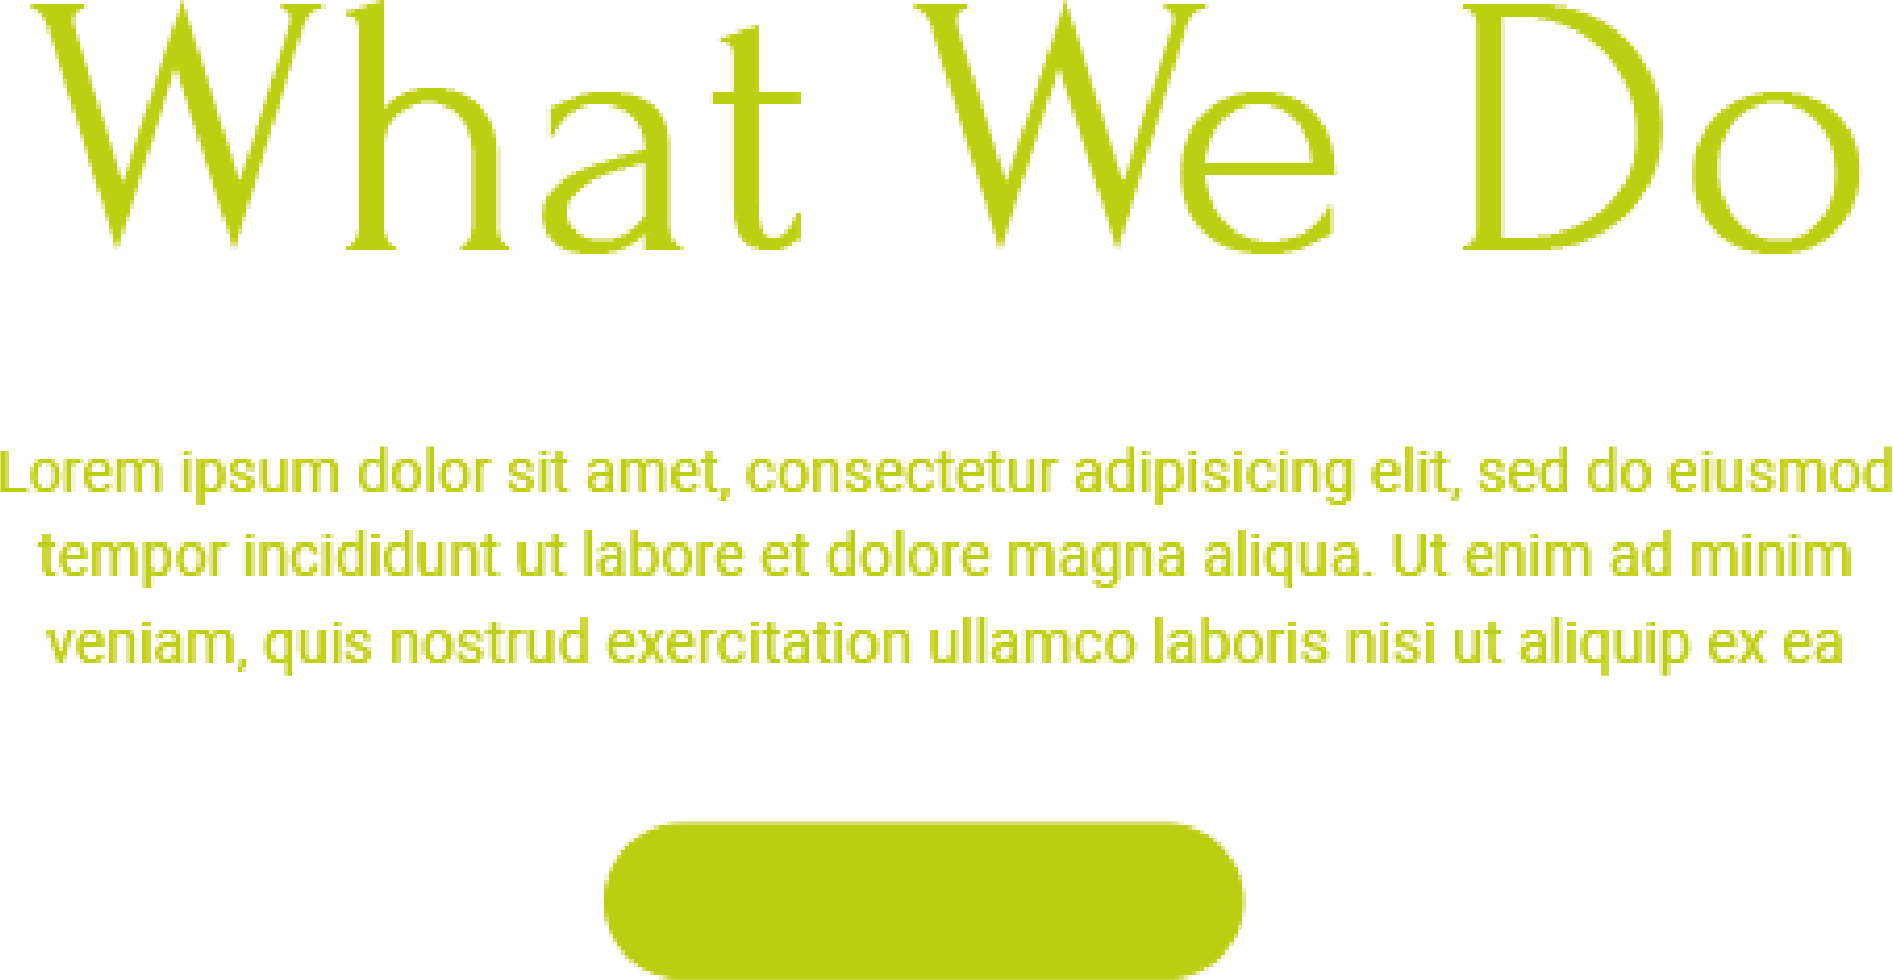 What We Do
Lorem ipsum dolor sit amet, consectetur adipisicing elit, sed do eiusmod
tempor incididunt ut labore et dolore magna aliqua. Ut enim ad minim
veniam, quis nostrud exercitation ullamco laboris nisi ut aliquip ex ea